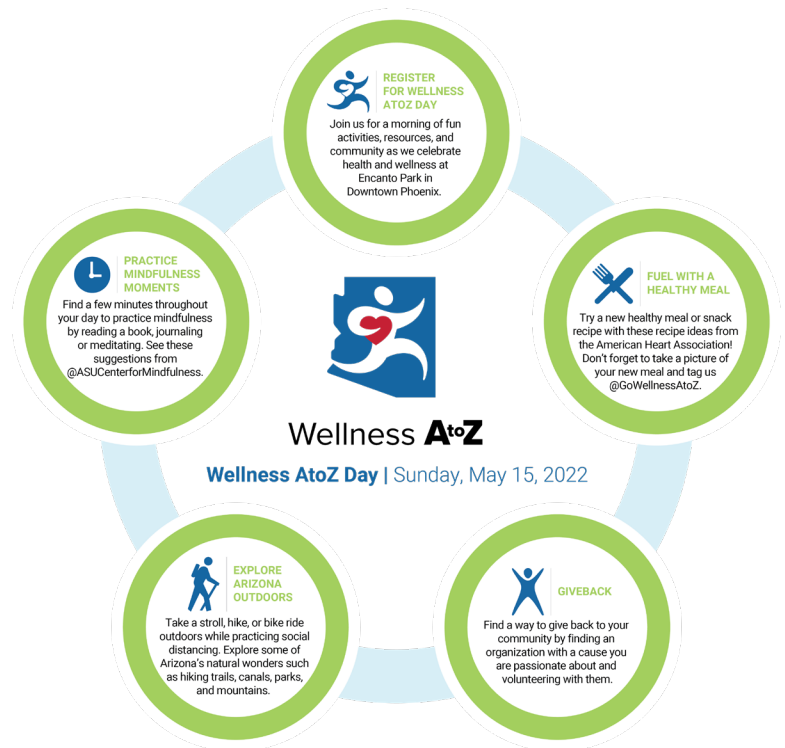 REGISTER
FOR WELLNESS
ATOZ DAY
Join us for a morning of fun
activities, resources, and
community as we celebrate
health and wellness at
Encanto Park in
Downtown Phoenix.
PRACTICE
MINDFULNESS
MOMENTS
Find a few minutes throughout
your day to practice mindfulness
by reading a book, journaling
or meditating. See these
suggestions from
@ASUCenterforMindfulness.
FUEL WITH A
HEALTHY MEAL
Try a new healthy meal or snack
recipe with these recipe ideas from
the American Heart Association!
Don't forget to take a picture of
your new meal and tag us
@GoWellnessAtoZ.
Wellness AtoZ
Wellness AtoZ Day | Sunday, May 15, 2022
EXPLORE
ARIZONA
OUTDOORS
Take a stroll, hike, or bike ride
outdoors while practicing social
distancing. Explore some of
Arizona's natural wonders such
as hiking trails, canals, parks,
and mountains.
GIVEBACK
Find a way to give back to your
community by finding an
organization with a cause you
are passionate about and
volunteering with them.